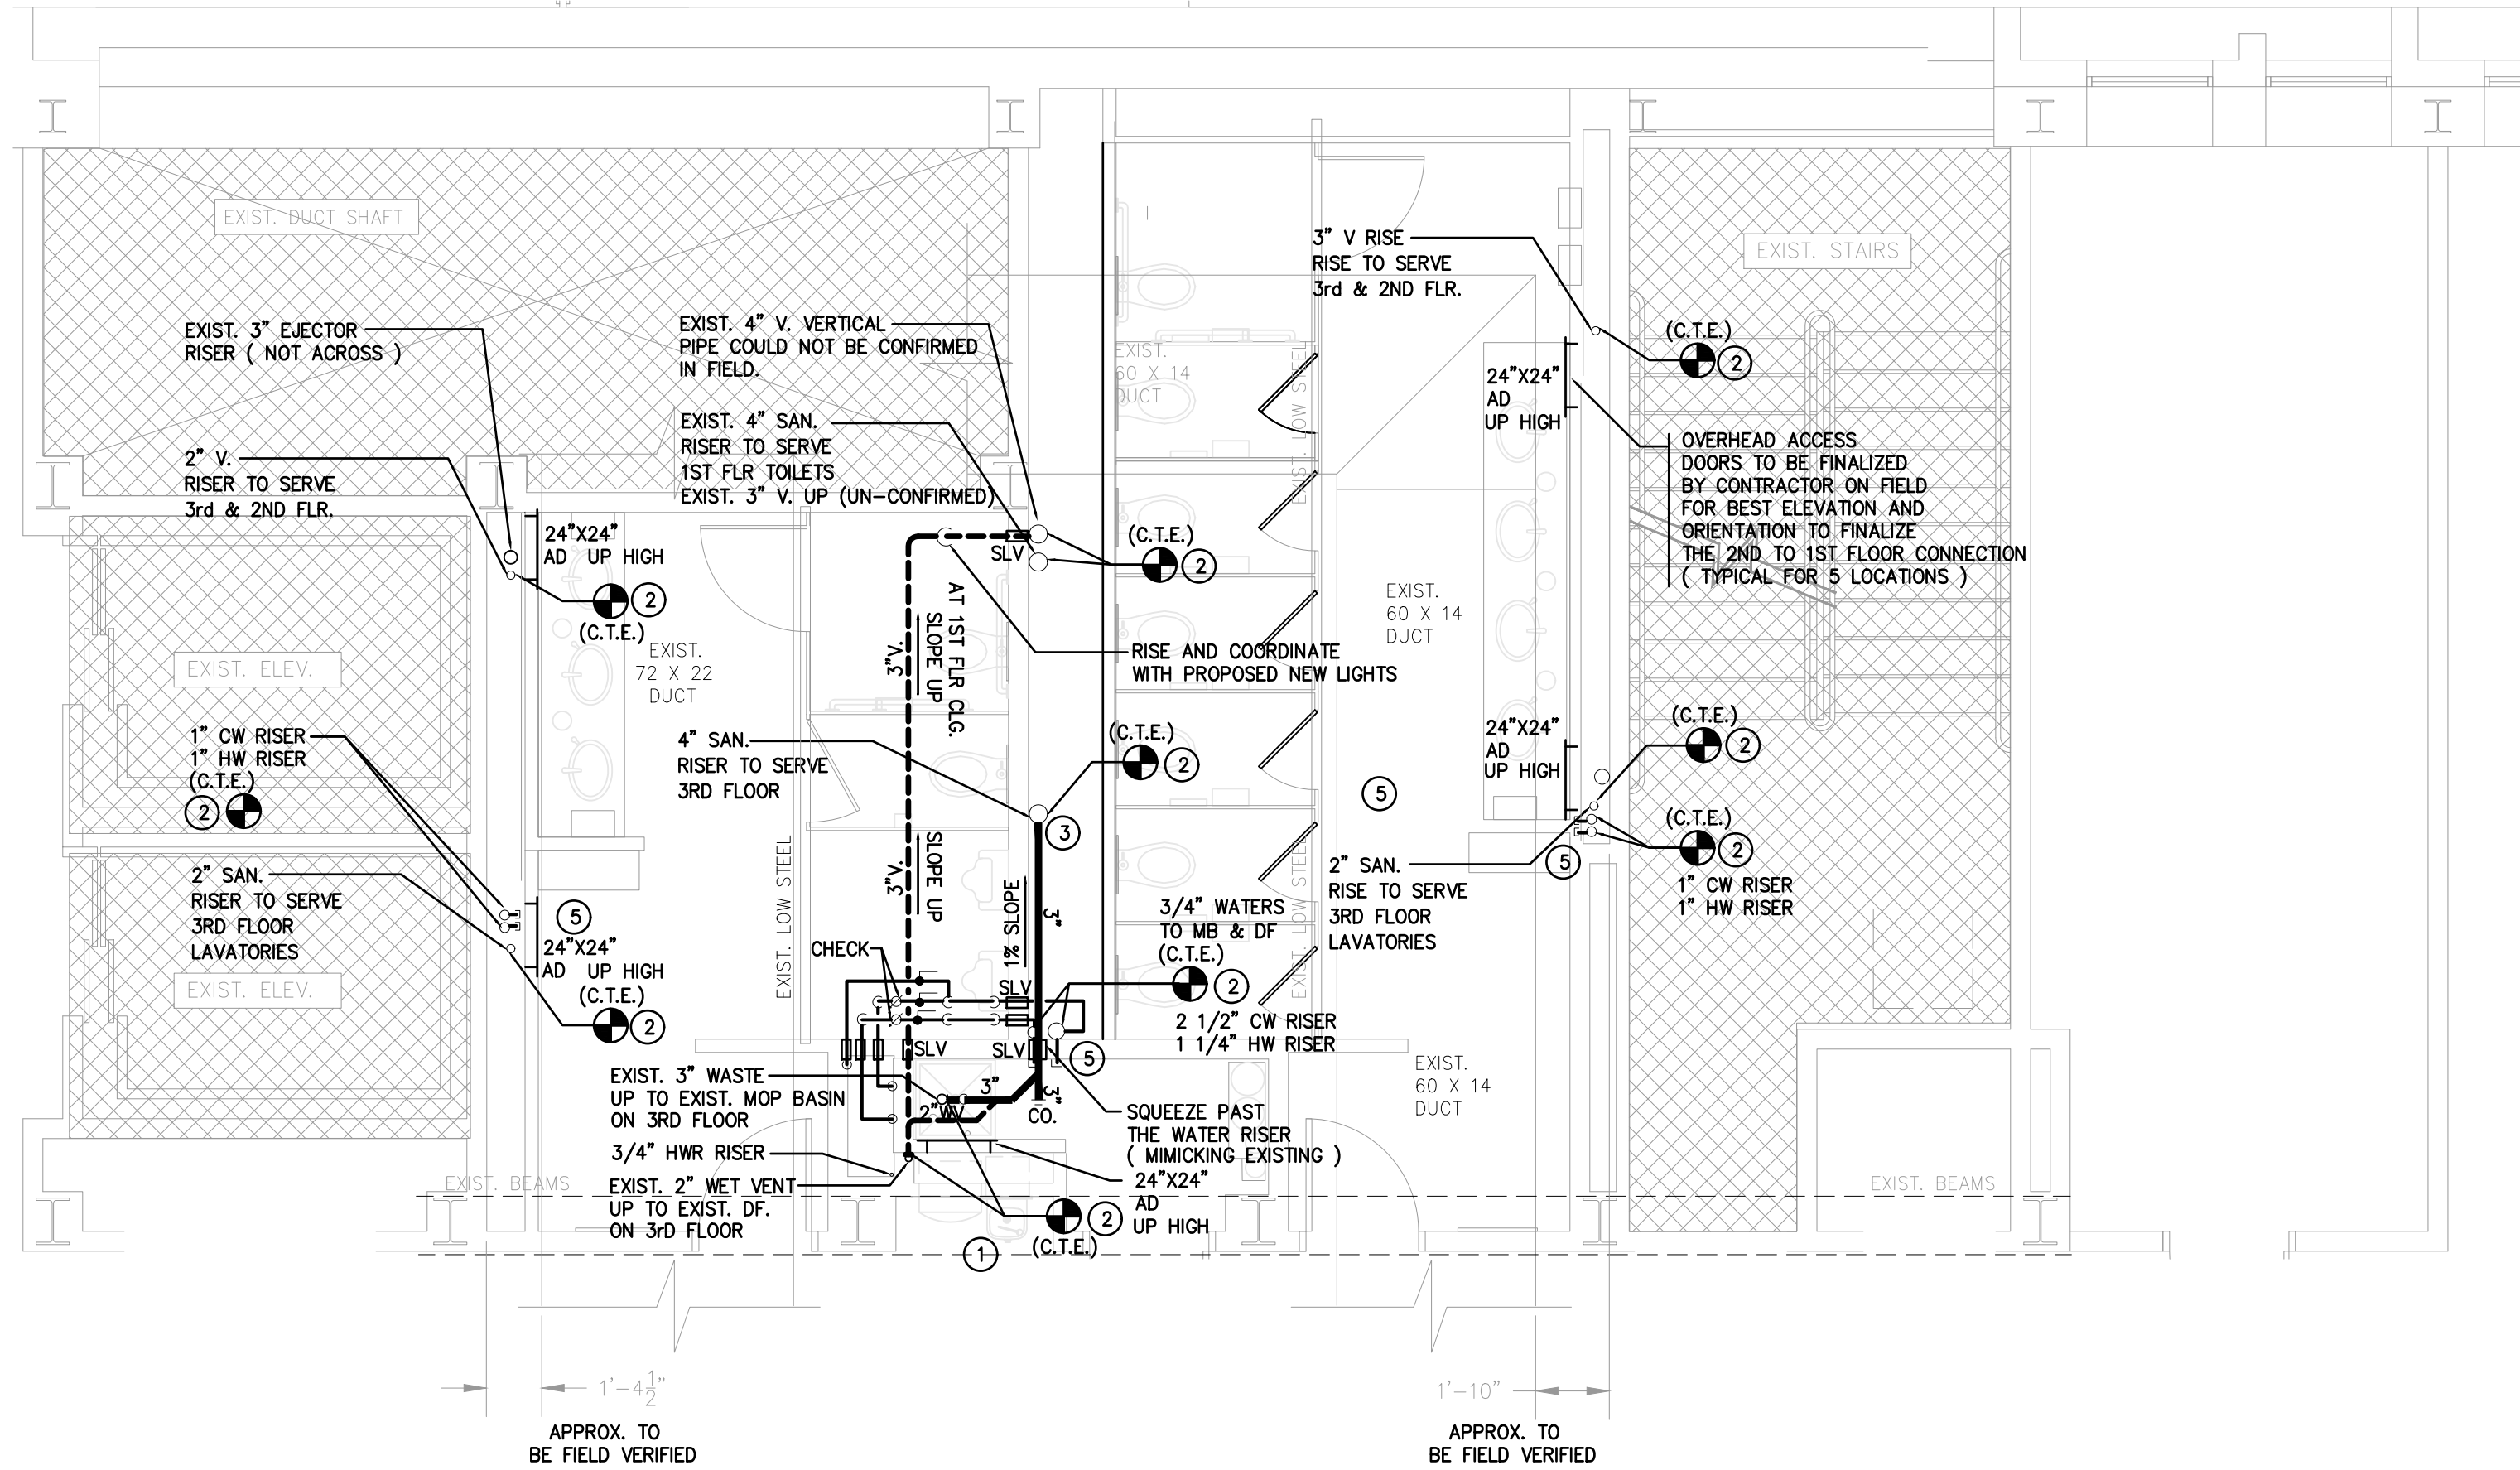 EXIST. DUCT SHAFT
EXIST. 3" EJECTOR
RISER ( NOT ACROSS )
2" V.
RISER TO SERVE
3rd & 2ND FLR.
24"X24"
AD UP HIGH
2
(C.T.E.)
EXIST.
72 X 22
DUCT
EXIST. ELEV.
1" CW RISER
1" HW RISER
(C.T.E.)
2
2" SAN.
RISER TO SERVE
3RD FLOOR
LAVATORIES
EXIST. ELEV.
5
24"X24"
AD UP HIGH
(C.T.E.)
2
EXIST. 4" V. VERTICAL
PIPE COULD NOT BE CONFIRMED
IN FIELD.
EXIST. 4" SAN.
RISER TO SERVE
1ST FLR TOILETS
EXIST. 3" V. UP (UN-CONFIRMED)
SLV
(C.T.E.)
2
AT 1ST FLR CLG.
SLOPE UP
3"V.
RISE AND COORDINATE
WITH PROPOSED NEW LIGHTS
4" SAN.
RISER TO SERVE
3RD FLOOR
(C.T.E.)
2
3
SLOPE UP
3"V.
EXIST. LOW STEEL
1% SLOPE
3"
CHECK
SLV
3/4" WATERS
TO MB & DF
(C.T.E.)
2
2 1/2" CW RISER
1 1/4" HW RISER
SLV
SLV
5
EXIST. 3" WASTE
UP TO EXIST. MOP BASIN
ON 3RD FLOOR
3"
3"
2"W
CO.
SQUEEZE PAST
THE WATER RISER
( MIMICKING EXISTING )
3/4" HWR RISER
EXIST. 2" WET VENT
UP TO EXIST. DF.
ON 3rD FLOOR
24"X24"
AD
UP HIGH
2
(C.T.E.)
1
EXIST. BEAMS
3" V RISE
RISE TO SERVE
3rd & 2ND FLR.
EXIST.
60 X 14
DUCT
EXIST. LOW STEEL
24"X24"
AD
UP HIGH
EXIST. STAIRS
(C.T.E.)
2
OVERHEAD ACCESS
DOORS TO BE FINALIZED
BY CONTRACTOR ON FIELD
FOR BEST ELEVATION AND
ORIENTATION TO FINALIZE
THE 2ND TO 1ST FLOOR CONNECTION
( TYPICAL FOR 5 LOCATIONS )
EXIST.
60 X 14
DUCT
24"X24"
AD
UP HIGH
(C.T.E.)
2
5
(C.T.E.)
2
5
1" CW RISER
1" HW RISER
2" SAN.
RISE TO SERVE
3RD FLOOR
LAVATORIES
EXIST. LOW STEEL
EXIST.
60 X 14
DUCT
EXIST. BEAMS
1'-4 1/2"
APPROX. TO
BE FIELD VERIFIED
1'-10"
APPROX. TO
BE FIELD VERIFIED